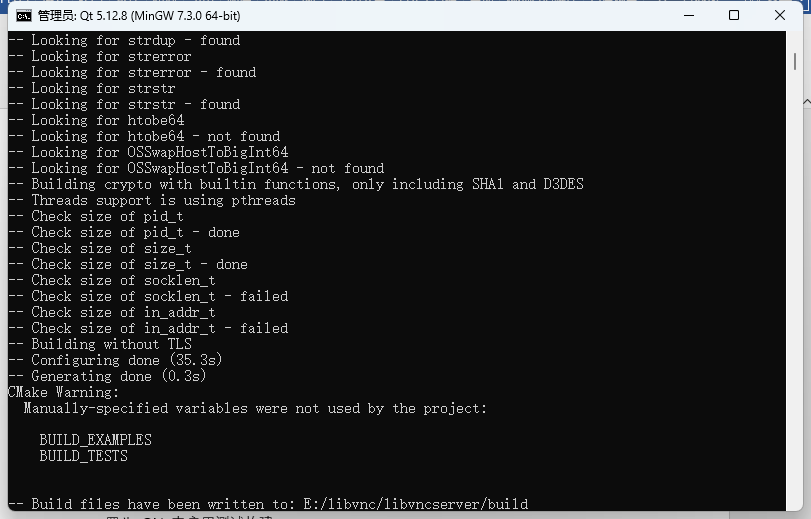 管理员: Qt 5.12.8 (MinGW 7.3.0 64-bit)
-- Looking for strdup - found
-- Looking for strerror
-- Looking for strerror - found
-- Looking for strstr
-- Looking for strstr - found
-- Looking for htobe64
-- Looking for htobe64 - not found
-- Looking for OSSwapHostToBigInt64
-- Looking for OSSwapHostToBigInt64 - not found
-- Building crypto with builtin functions, only including SHA1 and D3DES
-- Threads support is using pthreads
-- Check size of pid_t
-- Check size of pid_t - done
-- Check size of size_t
-- Check size of size_t - done
-- Check size of socklen_t
-- Check size of socklen_t - failed
-- Check size of in_addr_t
-- Check size of in_addr_t - failed
-- Building without TLS
-- Configuring done (35.3s)
-- Generating done (0.3s)
CMake Warning:
  Manually-specified variables were not used by the project:
    BUILD_EXAMPLES
    BUILD_TESTS
-- Build files have been written to: E:/libvnc/libvncserver/build